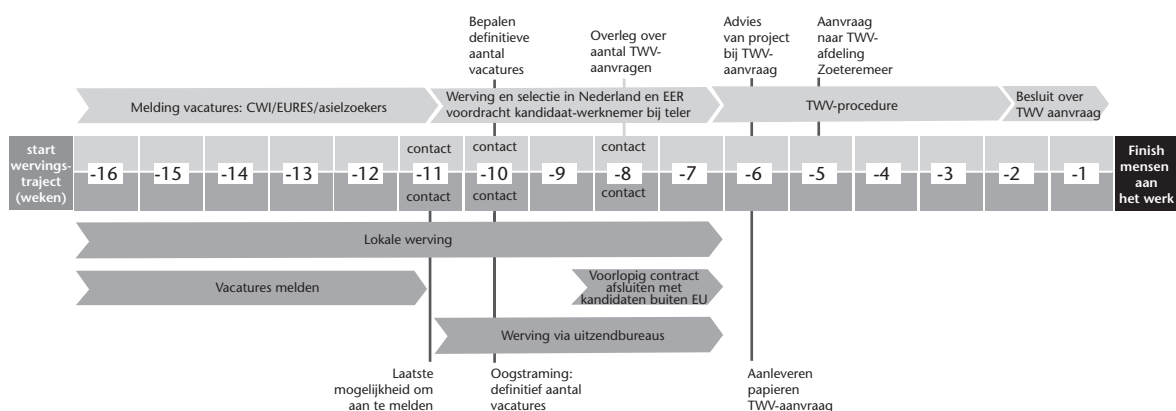 Bepalen
definitieve
aantal
vacatures
Overleg over
aantal TWV-
aanvragen
Advies
van project
bij TWV-
aanvraag
Aanvraag
naar TWV-
afdeling
Zoeteremeer
Melding vacatures: CWI/EURES/asielzoekers
Werving en selectie in Nederland en EER
voordracht kandidaat-werknemer bij teler
TWV-procedure
Besluit over
TWV aanvraag
start
wervings-
traject
(weken)
contact contact contact
-16 -15 -14 -13 -12 -11 -10 -9 -8 -7 -6 -5 -4 -3 -2 -1
contact contact contact
Finish
mensen
aan
het werk
Lokale werving
Vacatures melden
Voorlopig contract
afsluiten met
kandidaten buiten EU
Werving via uitzendbureaus
Laatste
mogelijkheid om
aan te melden
Oogstraming:
definitief aantal
vacatures
Aanleveren
papieren
TWV-aanvraag